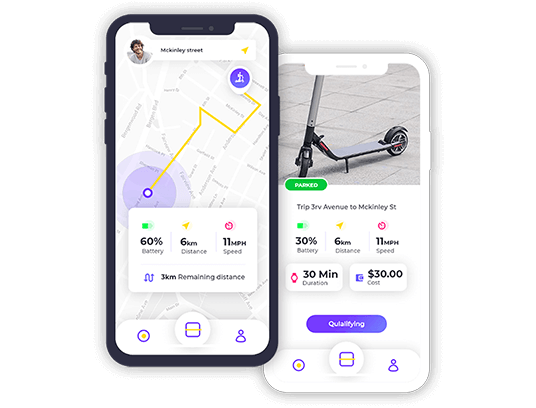 Mckinley street
60%
Battery
6km
Distance
11MPH
Speed
3km Remaining distance
PARKED
Trip 3rv Avenue to Mckinley St
30%
Battery
6km
Distance
11MPH
Speed
30 Min
Duration
$30.00
Cost
Qulalifying